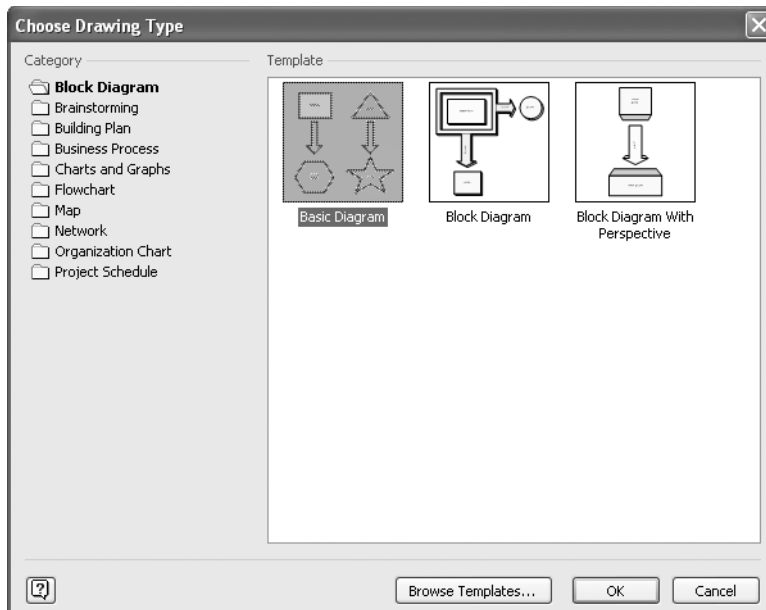 Choose Drawing Type
Category
Block Diagram
Brainstorming
Building Plan
Business Process
Charts and Graphs
Flowchart
Map
Network
Organization Chart
Project Schedule
Template
Basic Diagram
Block Diagram
Block Diagram With
Perspective
Browse Templates...
OK
Cancel